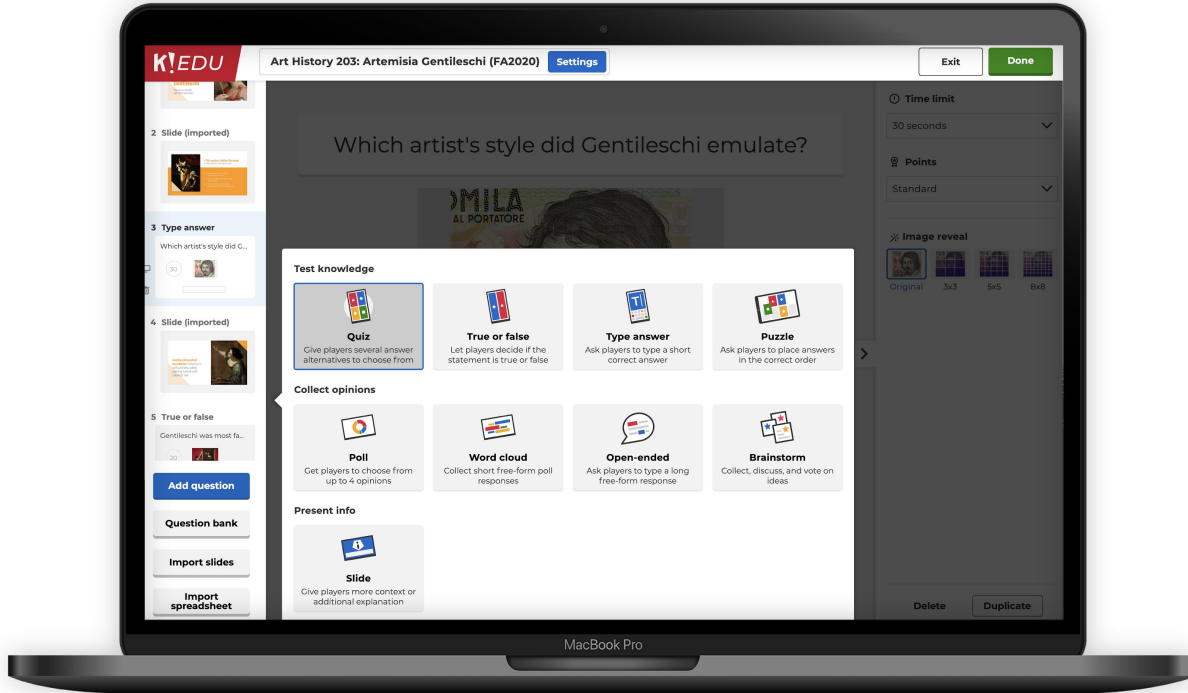 K!EDU
Art History 203: Artemisia Gentileschi (FA2020)
Settings
Exit
Done
2 Slide (imported)
3 Type answer
Which artist's style did G...
30
4 Slide (imported)
5 True or false
Gentileschi was most fa...
20
Add question
Question bank
Import slides
Import
spreadsheet
Which artist's style did Gentileschi emulate?
OMILA
AL PORTATORE
Test knowledge
Quiz
Give players several answer
alternatives to choose from
True or false
Let players decide if the
statement is true or false
Type answer
Ask players to type a short
correct answer
Puzzle
Ask players to place answers
in the correct order
Collect opinions
Poll
Get players to choose from
up to 4 opinions
Word cloud
Collect short free-form poll
responses
Open-ended
Ask players to type a long
free-form response
Brainstorm
Collect, discuss, and vote on
ideas
Present info
Slide
Give players more context or
additional explanation
Time limit
30 seconds
Points
Standard
Image reveal
Original
3x3
5x5
8x8
Delete
Duplicate
MacBook Pro